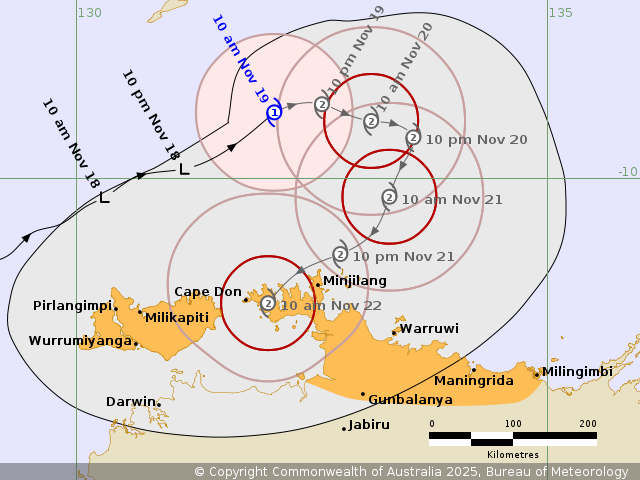 130
135
-10
10 am Nov 18
10 pm Nov 18
10 am Nov 19
10 pm Nov 19
10 am Nov 20
10 pm Nov 20
10 am Nov 21
10 pm Nov 21
10 am Nov 22
L
L
1
2
2
2
2
2
2
Cape Don
Minjilang
Pirlangimpi
Milikapiti
Wurrumiyanga
Warruwi
Maningrida
Milingimbi
Gunbalanya
Darwin
Jabiru
0 100 200
Kilometres
© Copyright Commonwealth of Australia 2025, Bureau of Meteorology